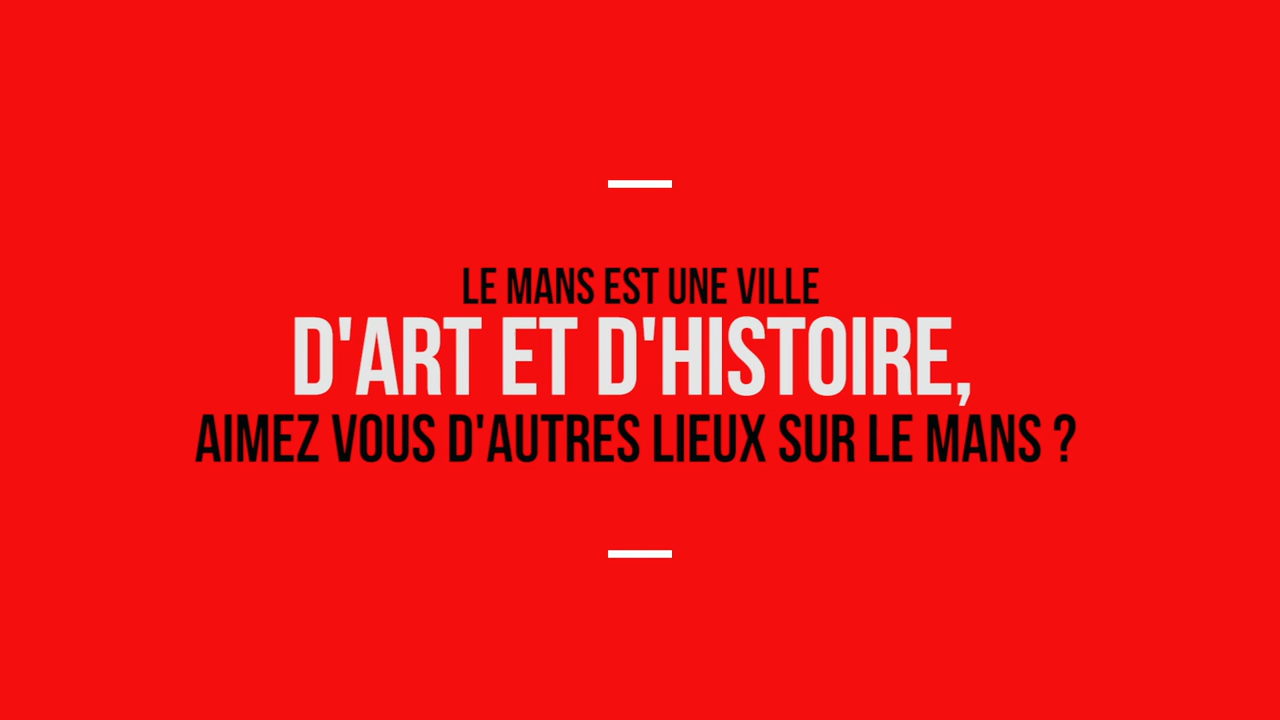 LE MANS EST UNE VILLE
D'ART ET D'HISTOIRE,
AIMEZ VOUS D'AUTRES LIEUX SUR LE MANS ?